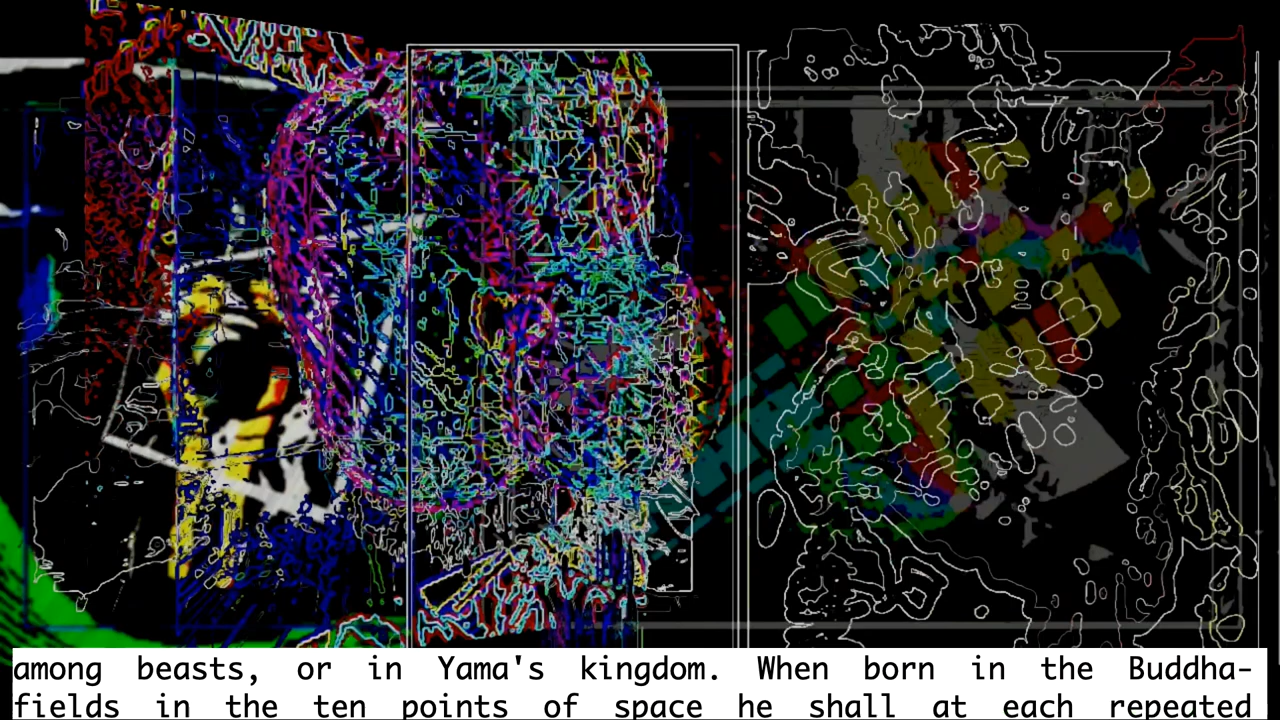 among beasts, or in Yama's kingdom. When born in the Buddha-
fields in the ten points of space he shall at each repeated